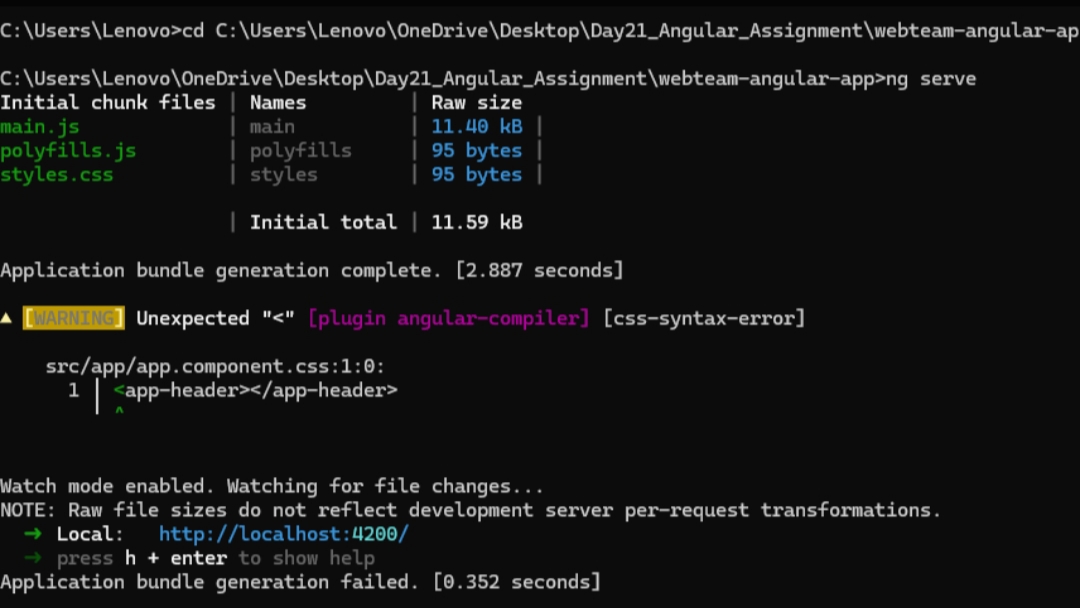 C:\Users\Lenovo>cd C:\Users\Lenovo\OneDrive\Desktop\Day21_Angular_Assignment\webteam-angular-ap
C:\Users\Lenovo\OneDrive\Desktop\Day21_Angular_Assignment\webteam-angular-app>ng serve
Initial chunk files | Names | Raw size
main.js | main | 11.40 kB |
polyfills.js | polyfills | 95 bytes |
styles.css | styles | 95 bytes |
| Initial total | 11.59 kB
Application bundle generation complete. [2.887 seconds]
▲ [WARNING] Unexpected "<" [plugin angular-compiler] [css-syntax-error]
src/app/app.component.css:1:0:
1 │ <app-header></app-header>
^
Watch mode enabled. Watching for file changes...
NOTE: Raw file sizes do not reflect development server per-request transformations.
➜ Local: http://localhost:4200/
➜ press h + enter to show help
Application bundle generation failed. [0.352 seconds]